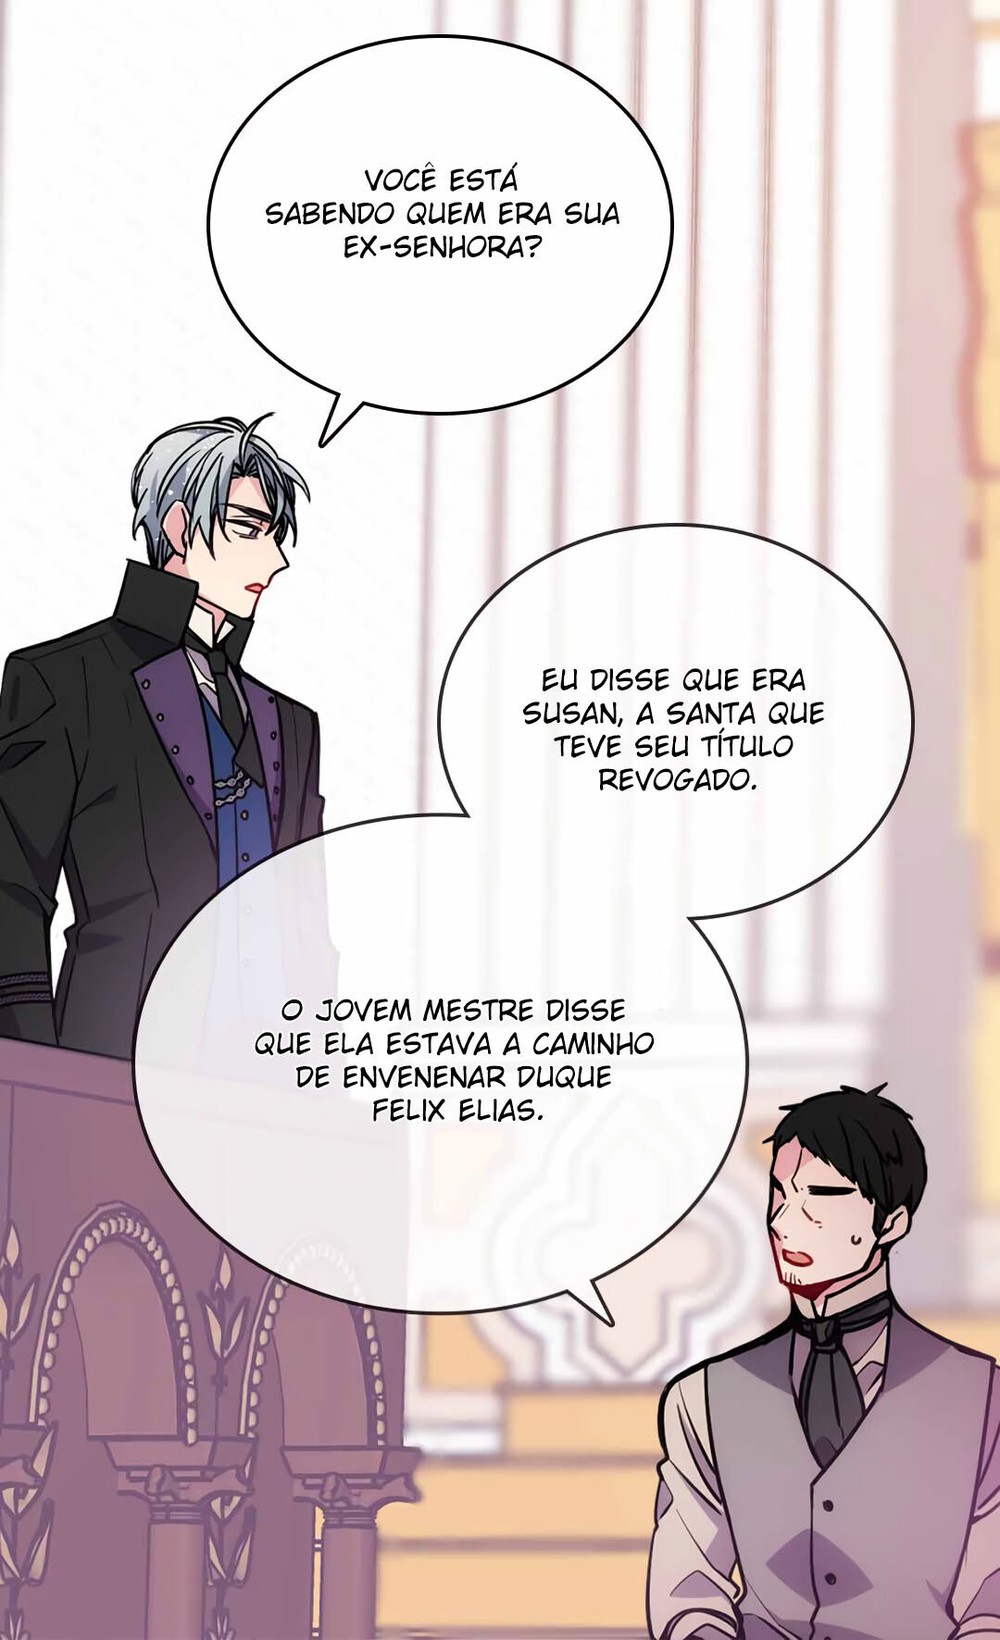 VOCÊ ESTÁ
SABENDO QUEM ERA SUA
EX-SENHORA?
EU DISSE QUE ERA
SUSAN, A SANTA QUE
TEVE SEU TÍTULO
REVOGADO.
O JOVEM MESTRE DISSE
QUE ELA ESTAVA A CAMINHO
DE ENVENENAR DUQUE
FELIX ELIAS.